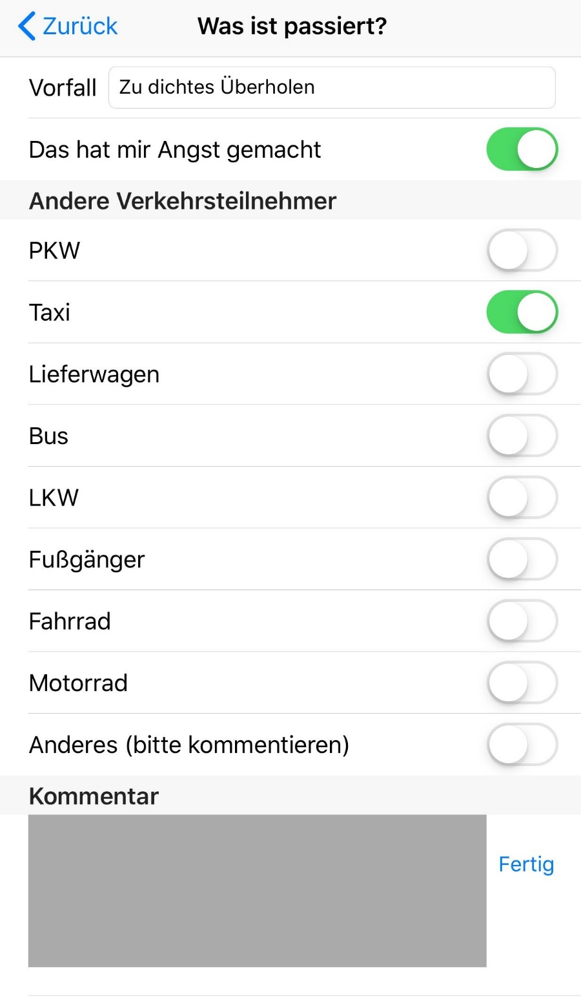 Zurück
Was ist passiert?
Vorfall Zu dichtes Überholen
Das hat mir Angst gemacht
Andere Verkehrsteilnehmer
PKW
Taxi
Lieferwagen
Bus
LKW
Fußgänger
Fahrrad
Motorrad
Anderes (bitte kommentieren)
Kommentar
Fertig